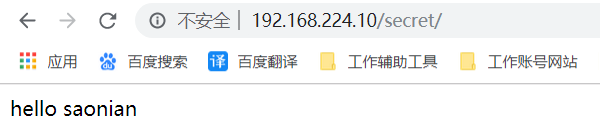 不安全 | 192.168.224.10/secret/
应用 百度搜索 译 百度翻译 工作辅助工具 工作账号网站
hello saonian